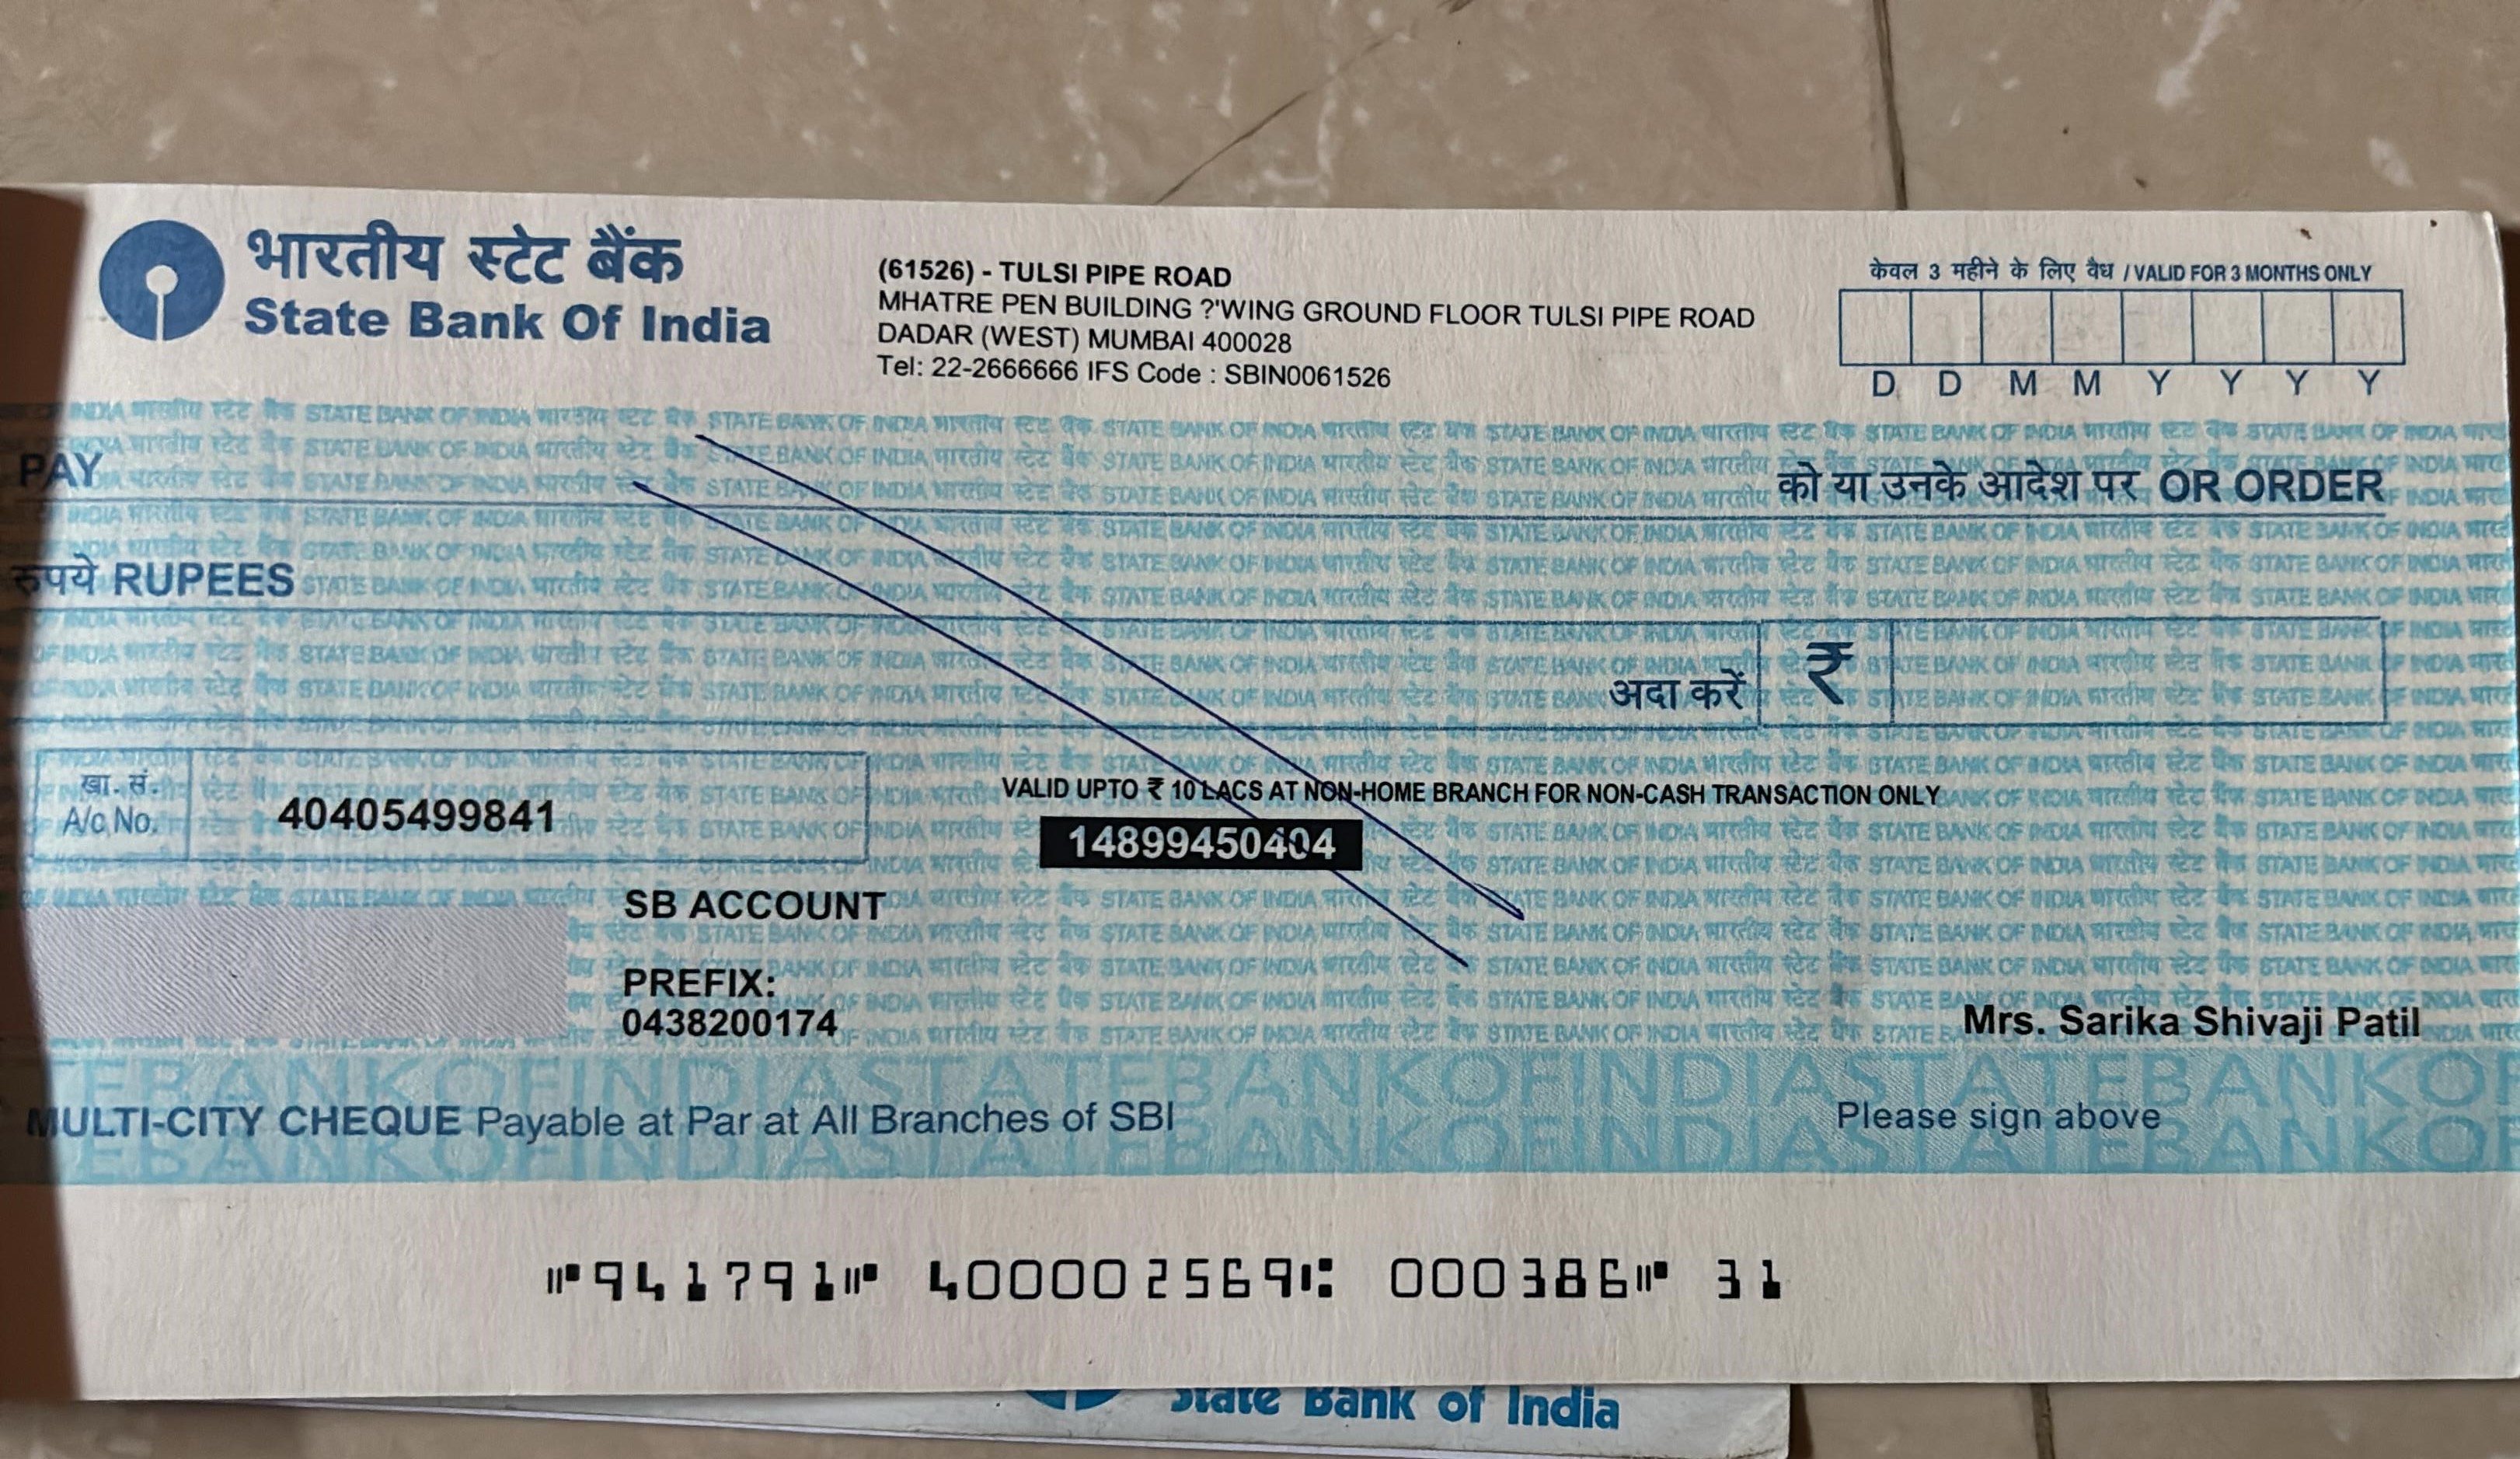 भारतीय स्टेट बैंक
State Bank Of India
(61526) - TULSI PIPE ROAD
MHATRE PEN BUILDING ?'WING GROUND FLOOR TULSI PIPE ROAD
DADAR (WEST) MUMBAI 400028
Tel: 22-2666666 IFS Code : SBIN0061526
केवल 3 महीने के लिए वैध / VALID FOR 3 MONTHS ONLY
D D M M Y Y Y Y
PAY
को या उनके आदेश पर OR ORDER
रुपये RUPEES
अदा करें ₹
खा. सं.
A/c No.
40405499841
VALID UPTO ₹ 10 LACS AT NON-HOME BRANCH FOR NON-CASH TRANSACTION ONLY
14899450404
SB ACCOUNT
PREFIX:
0438200174
Mrs. Sarika Shivaji Patil
MULTI-CITY CHEQUE Payable at Par at All Branches of SBI
Please sign above
⑈941791⑈ 400002569⑆ 000386⑈ 31
State Bank of India